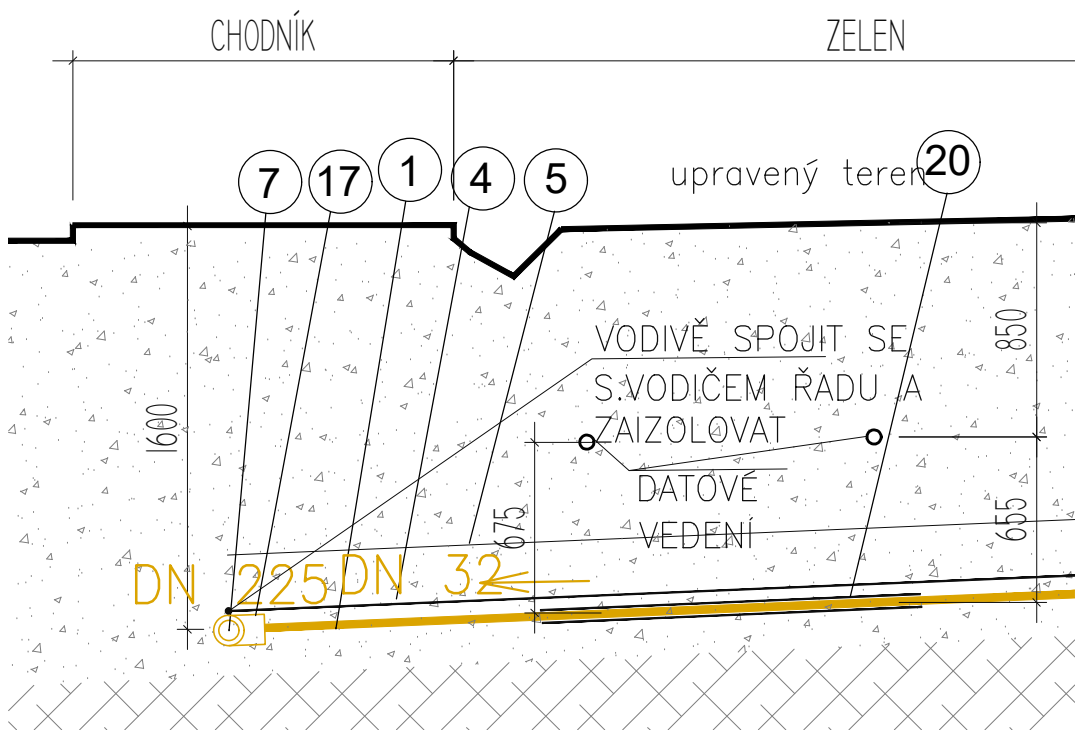 CHODNÍK
ZELEN
7
17
1
4
5
upravený teren
20
VODIVĚ SPOJIT SE
S.VODIČEM ŘADU A
ZAIZOLOVAT
850
1600
DATOVÉ
VEDENÍ
675
655
DN 225
DN 32